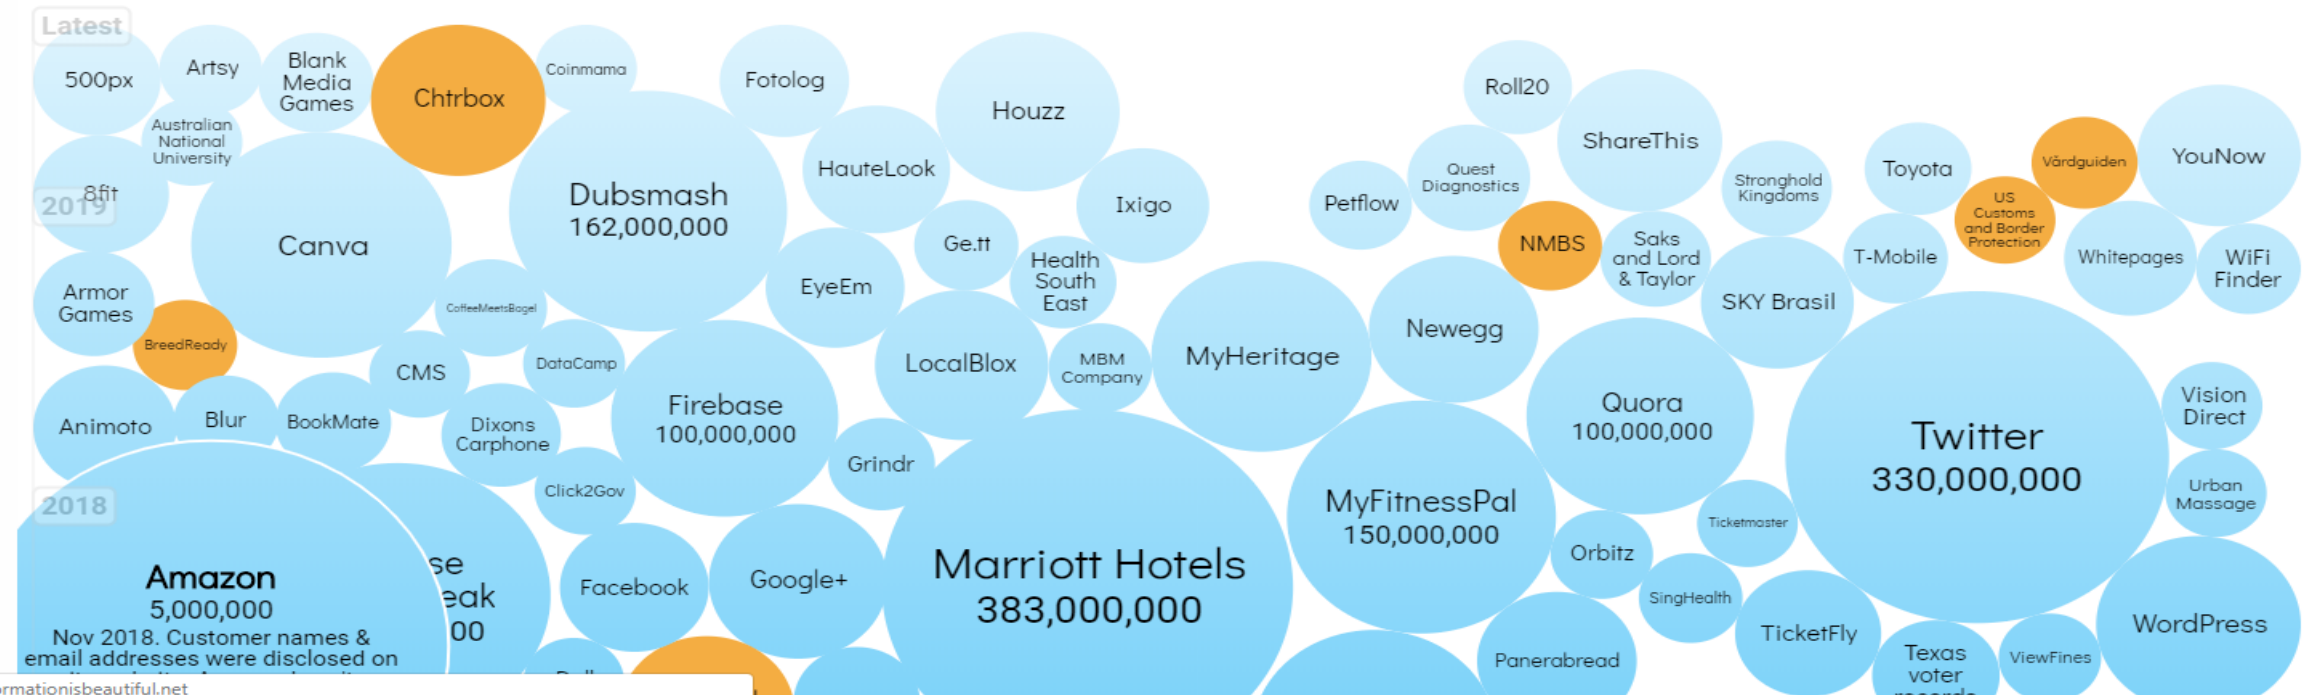 Latest
500px
Artsy
Blank
Media
Games
Chtrbox
Coinmama
Fotolog
Houzz
Roll20
ShareThis
Australian
National
University
8fit
2019
Canva
Dubsmash
162,000,000
HauteLook
Ixigo
Petflow
Quest
Diagnostics
Stronghold
Kingdoms
Toyota
US
Customs
and Border
Protection
Vårdguiden
YouNow
Armor
Games
BreedReady
CoffeeMeetsBagel
EyeEm
Ge.tt
Health
South
East
NMBS
Saks
and Lord
& Taylor
SKY Brasil
T-Mobile
Whitepages
WiFi
Finder
Animoto
Blur
BookMate
CMS
DataCamp
Dixons
Carphone
Firebase
100,000,000
LocalBlox
MBM
Company
MyHeritage
Newegg
Quora
100,000,000
Twitter
330,000,000
Vision
Direct
2018
Click2Gov
Grindr
MyFitnessPal
150,000,000
Orbitz
Ticketmaster
Urban
Massage
Amazon
5,000,000
Nov 2018. Customer names &
email addresses were disclosed on
se
eak
00
Facebook
Google+
Marriott Hotels
383,000,000
SingHealth
Panerabread
TicketFly
Texas
voter
records
ViewFines
WordPress
rmationisbeautiful.net